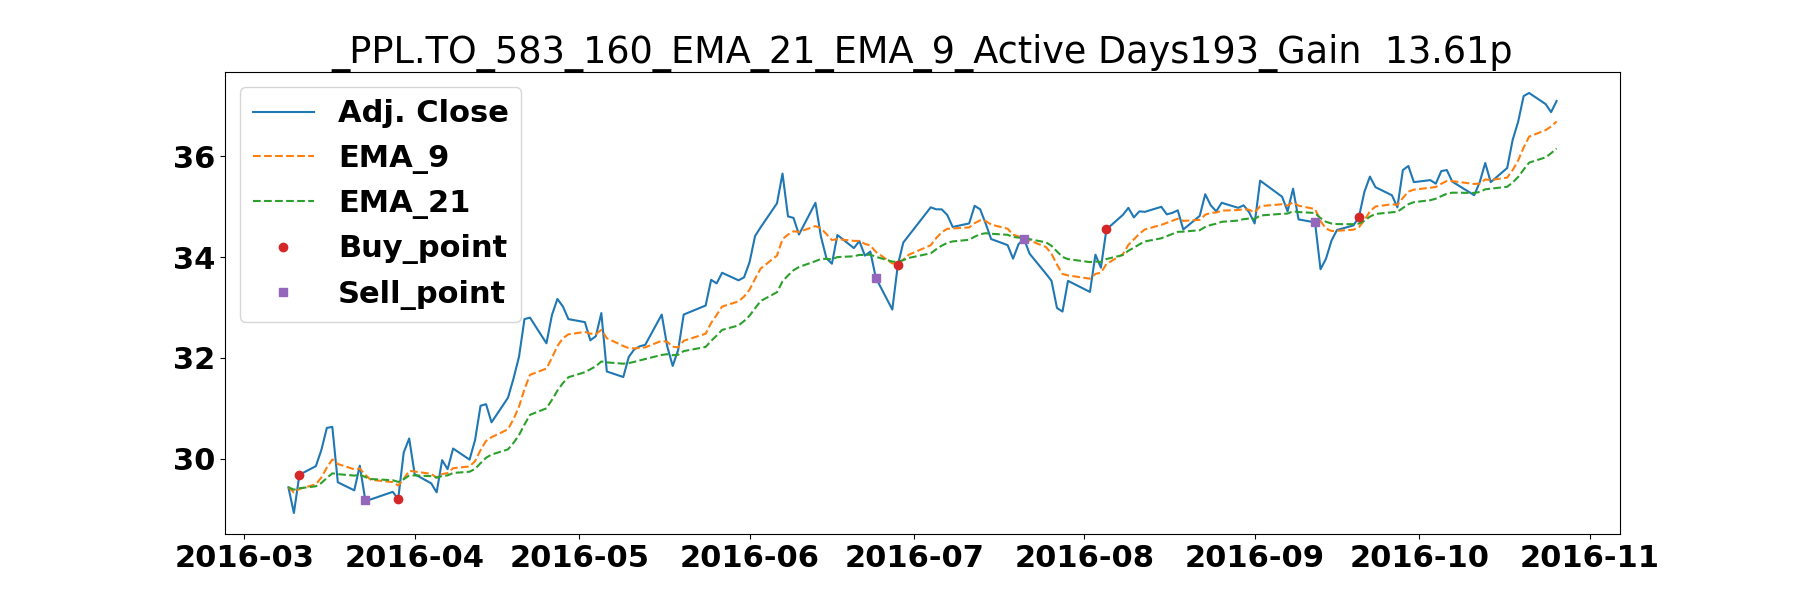 _PPL.TO_583_160_EMA_21_EMA_9_Active Days193_Gain  13.61p
Adj. Close
EMA_9
EMA_21
Buy_point
Sell_point
36
34
32
30
2016-03 2016-04 2016-05 2016-06 2016-07 2016-08 2016-09 2016-10 2016-11